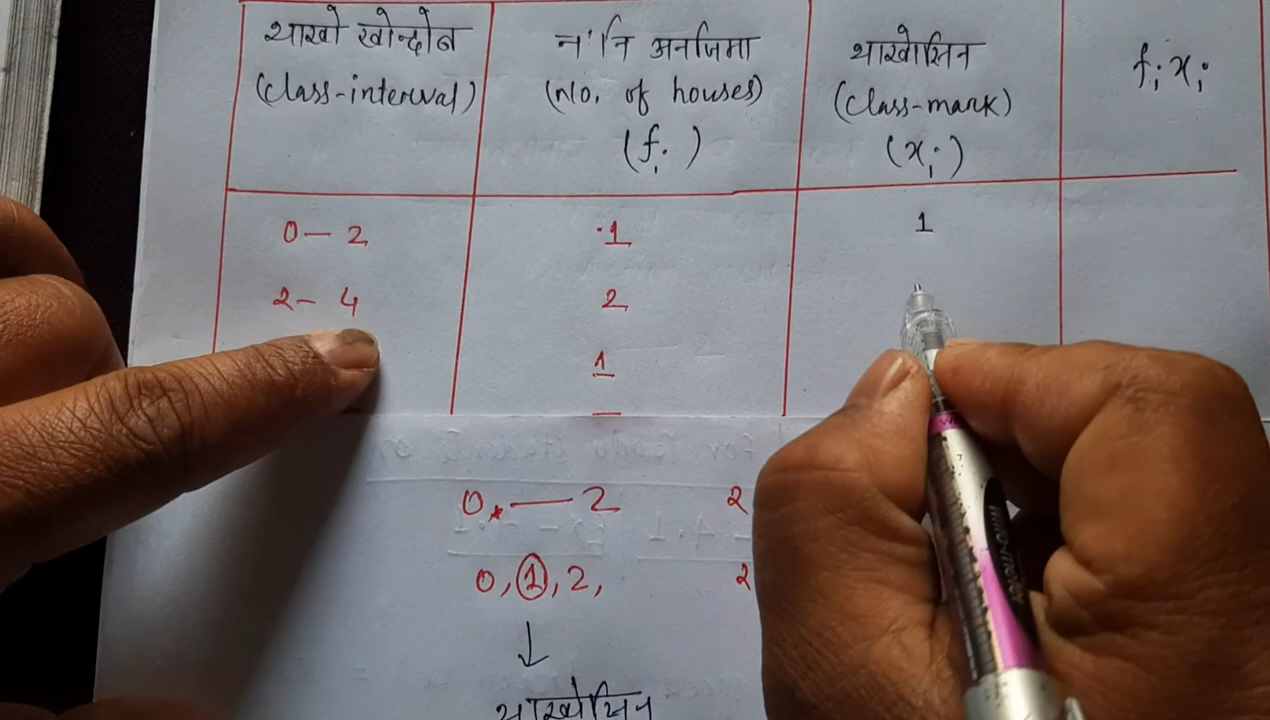 थाखो खोन्दोब
(class-interval)
न'नि अनजिमा
(No. of houses)
(fi)
थाखोसिन
(class-mark)
(xi)
fixi
0 — 2
1
1
2 - 4
2
1
0 — 2
2
0, 1, 2,
2
↓
थाखोसिन